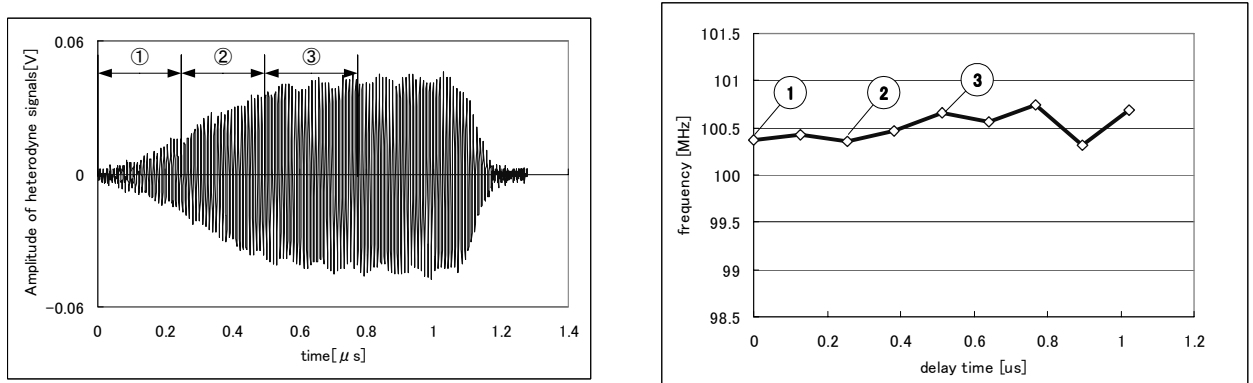 Amplitude of heterodyne signals[V]
0.06
0
-0.06
① ② ③
0 0.2 0.4 0.6 0.8 1 1.2 1.4
time[μs]
frequency [MHz]
101.5
101
100.5
100
99.5
99
98.5
1 2 3
0 0.2 0.4 0.6 0.8 1 1.2
delay time [us]